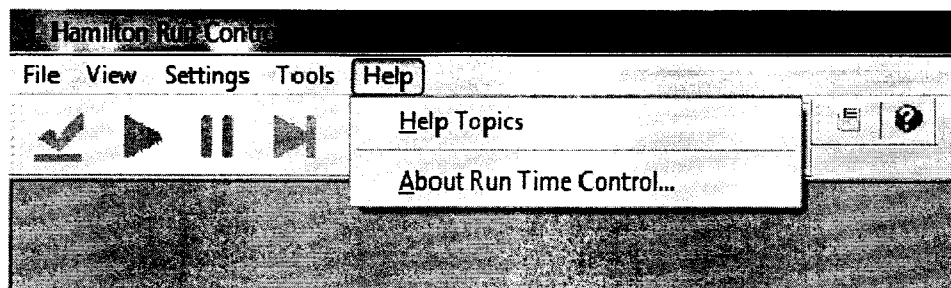 Hamilton Run Contro
File View Settings Tools Help
Help Topics
About Run Time Control...